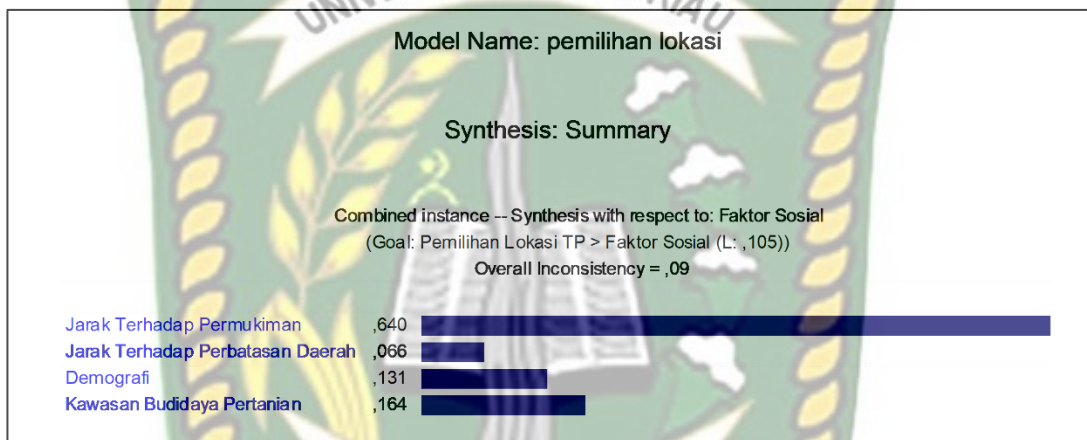 Model Name: pemilihan lokasi
Synthesis: Summary
Combined instance -- Synthesis with respect to: Faktor Sosial
(Goal: Pemilihan Lokasi TP > Faktor Sosial (L: ,105))
Overall Inconsistency = ,09
Jarak Terhadap Permukiman ,640
Jarak Terhadap Perbatasan Daerah ,066
Demografi ,131
Kawasan Budidaya Pertanian ,164